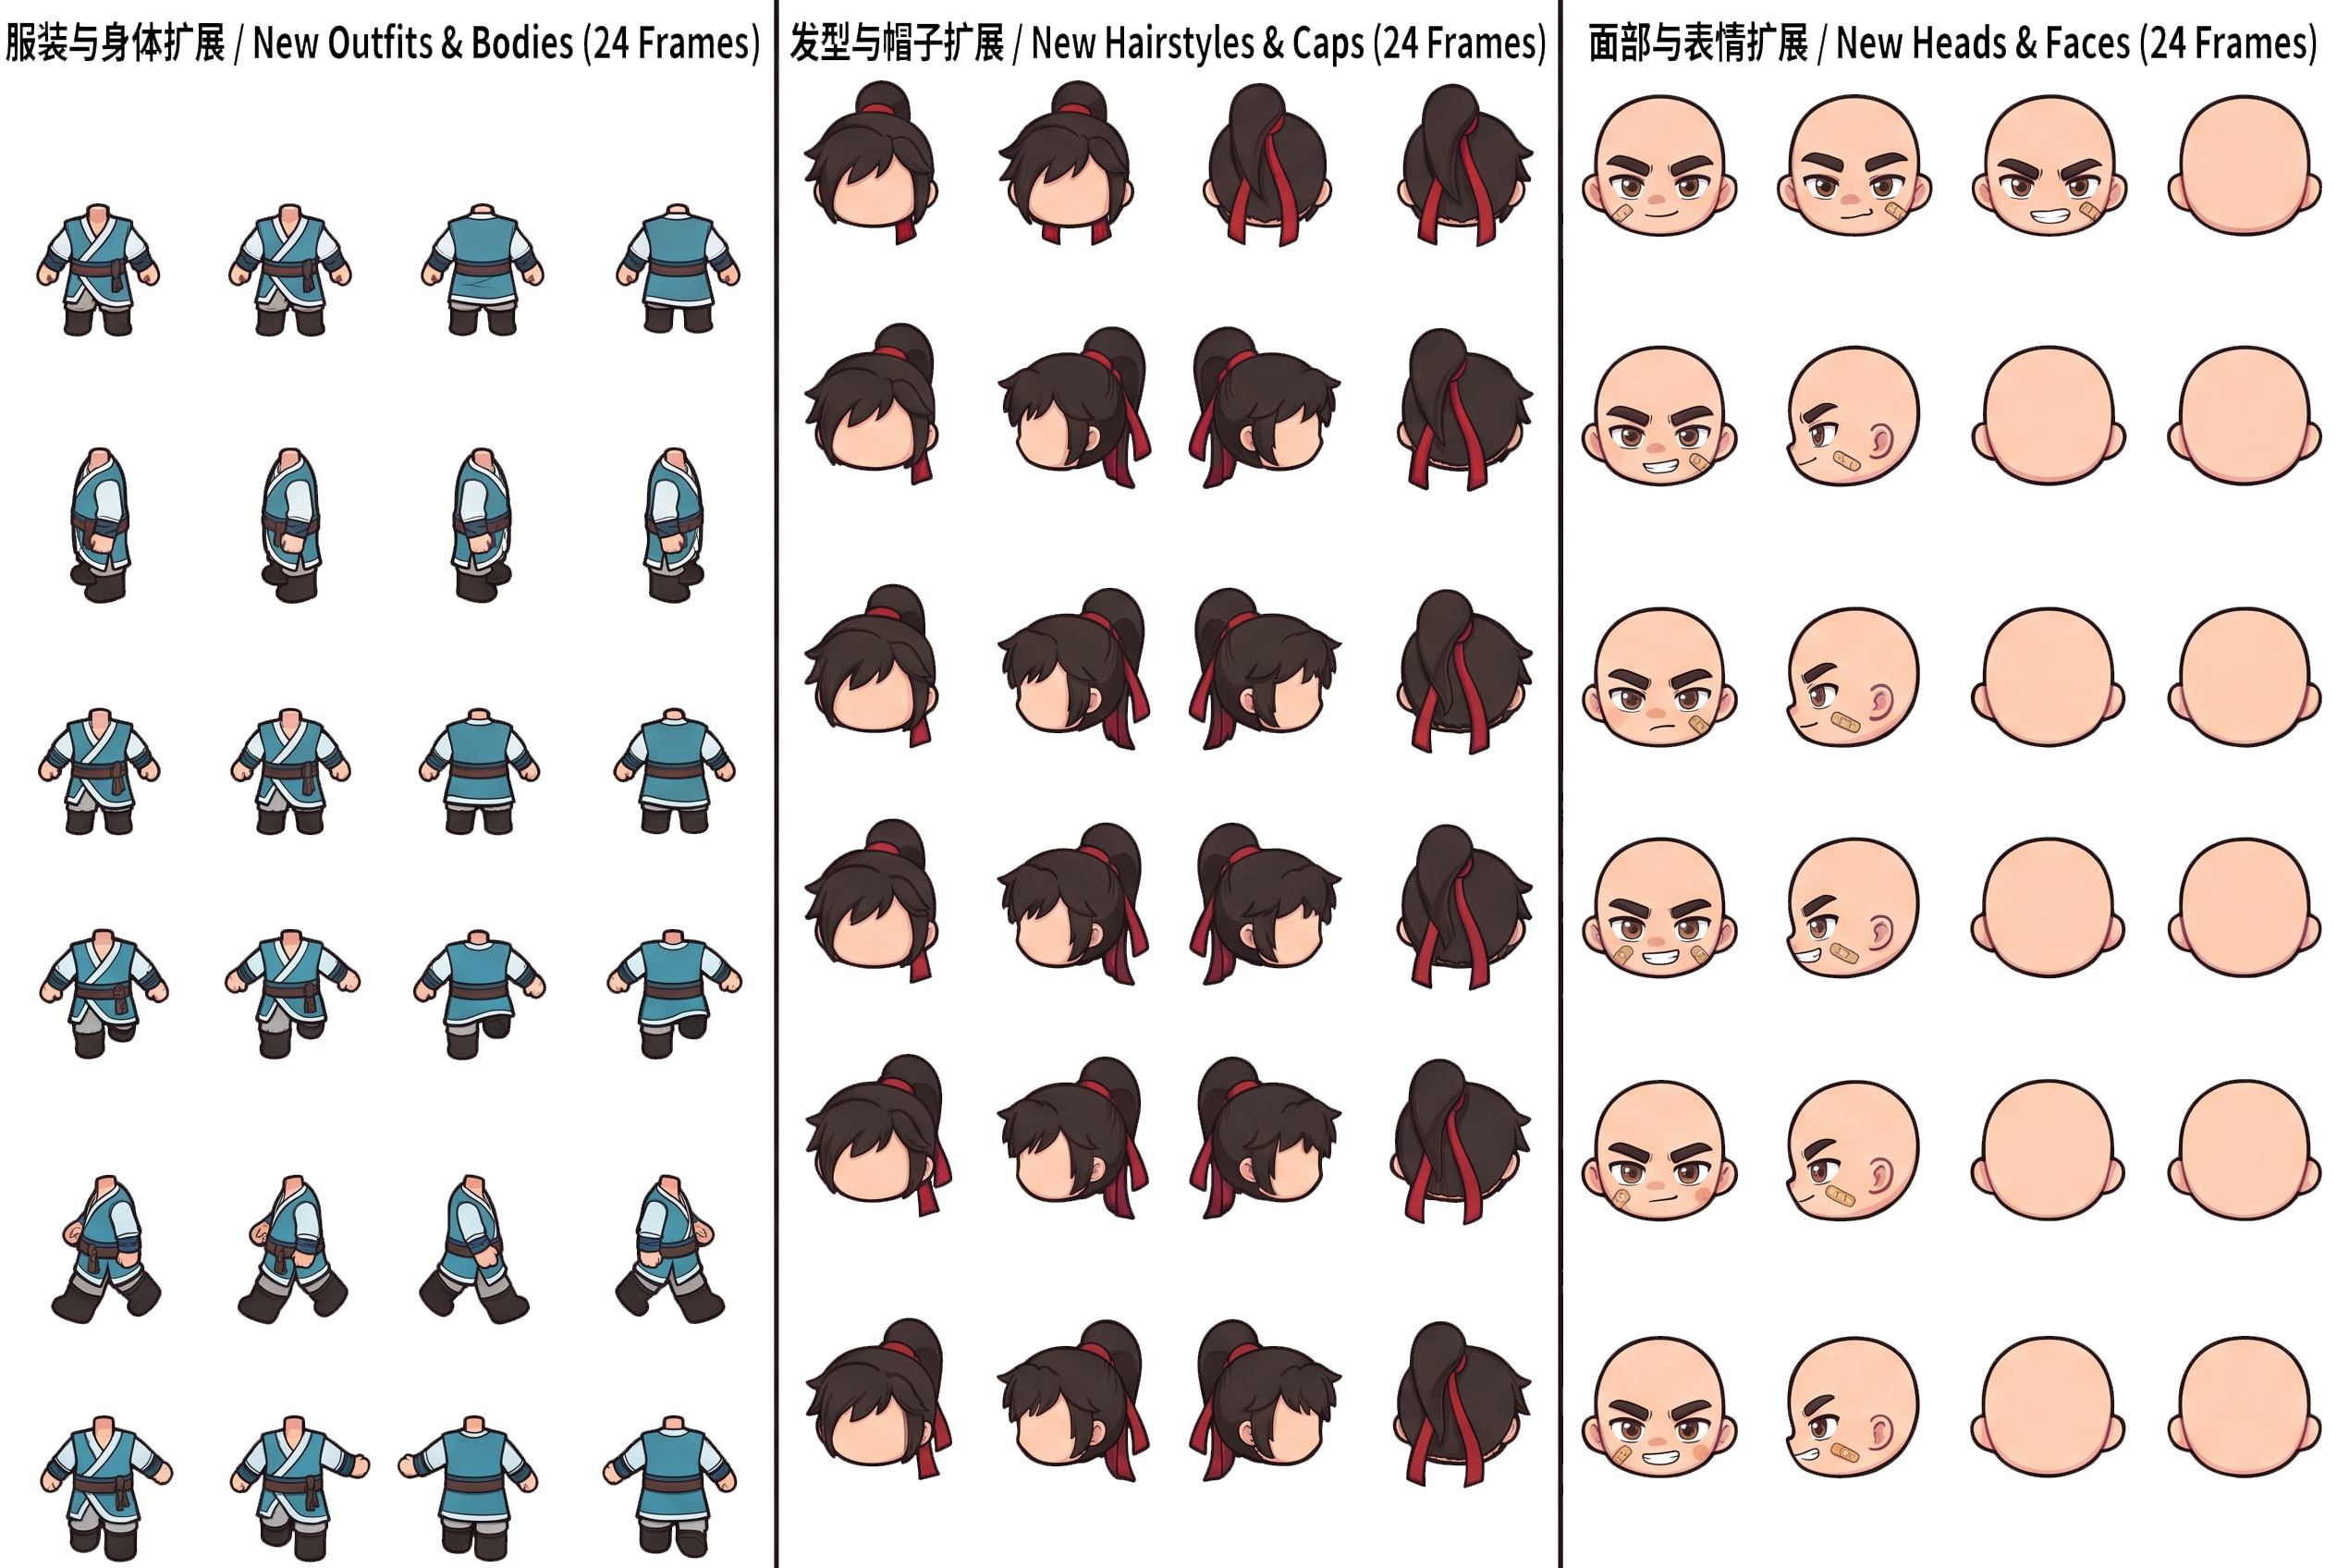 服装与身体扩展 / New Outfits & Bodies (24 Frames)
发型与帽子扩展 / New Hairstyles & Caps (24 Frames)
面部与表情扩展 / New Heads & Faces (24 Frames)